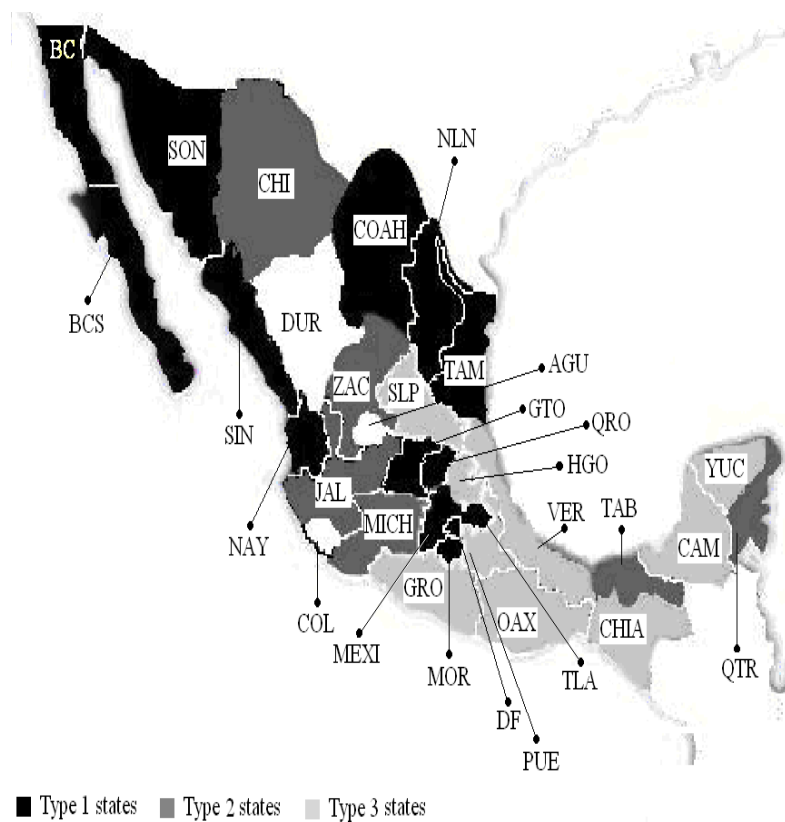 BC
SON
CHI
NLN
COAH
BCS
DUR
TAM
AGU
ZAC
SLP
GTO
QRO
SIN
HGO
YUC
JAL
VER
TAB
MICH
NAY
CAM
GRO
COL
OAX
CHIA
MEXI
MOR
TLA
QTR
DF
PUE
Type 1 states
Type 2 states
Type 3 states